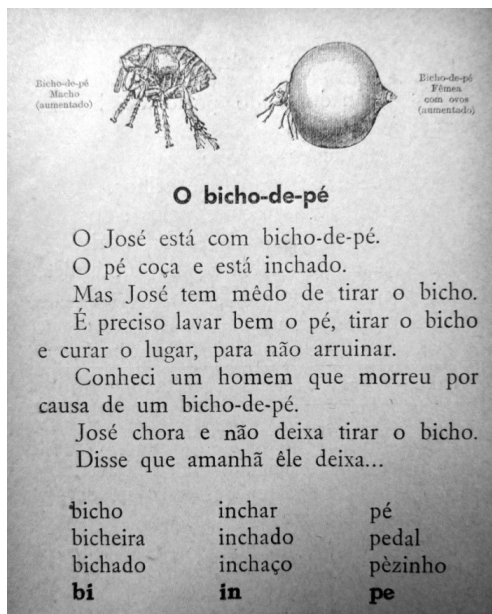 Bicho-de-pé
Macho
(aumentado)
Bicho-de-pé
Fêmea
com ovos
(aumentado)
O bicho-de-pé
O José está com bicho-de-pé.
O pé coça e está inchado.
Mas José tem mêdo de tirar o bicho.
É preciso lavar bem o pé, tirar o bicho
e curar o lugar, para não arruinar.
Conheci um homem que morreu por
causa de um bicho-de-pé.
José chora e não deixa tirar o bicho.
Disse que amanhã êle deixa...
bicho inchar pé
bicheira inchado pedal
bichado inchaço pèzinho
bi in pe